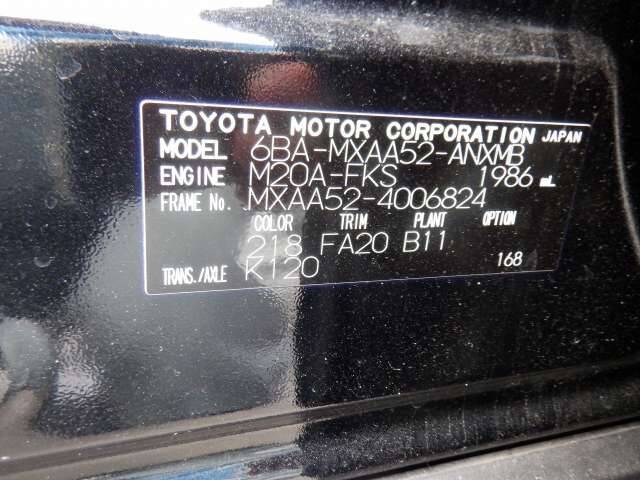 TOYOTA MOTOR CORPORATION JAPAN
MODEL 6BA-MXAA52-ANXMB
ENGINE M20A-FKS 1986 mL
FRAME No. MXAA52-4006824
COLOR TRIM PLANT OPTION
218 FA20 B11
TRANS./AXLE K120 168